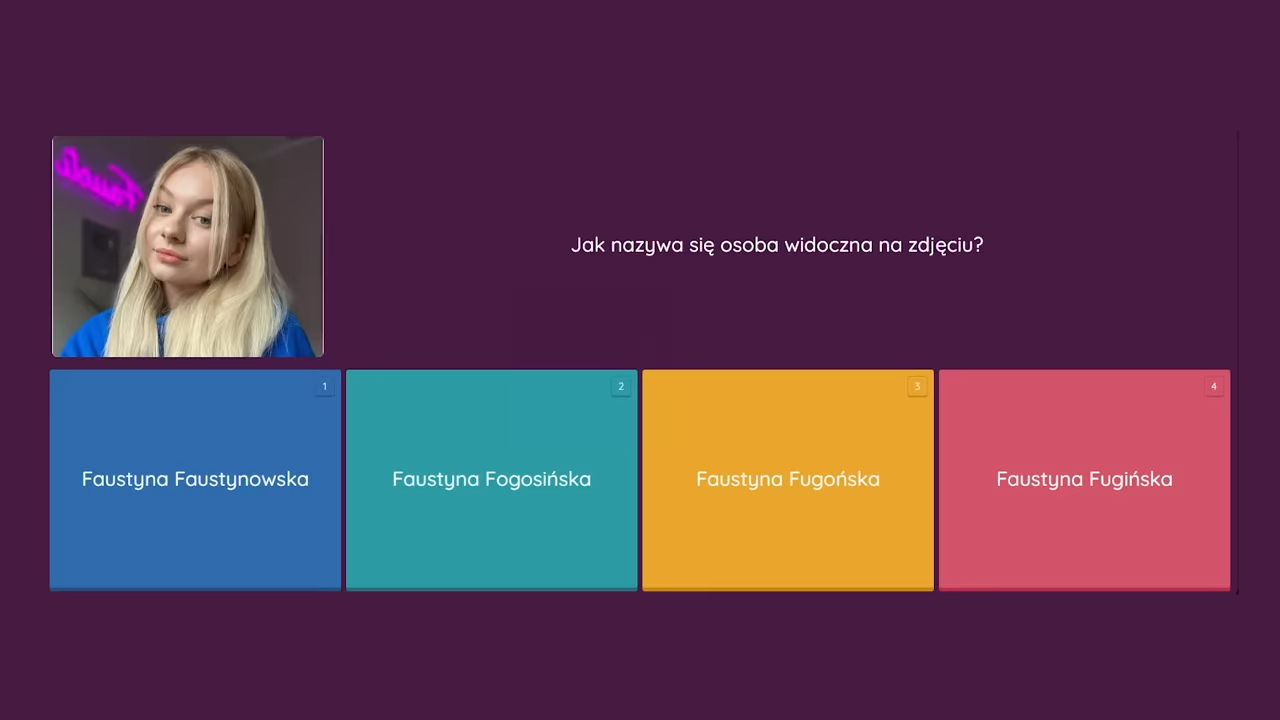 Jak nazywa się osoba widoczna na zdjęciu?
1
Faustyna Faustynowska
2
Faustyna Fogosińska
3
Faustyna Fugońska
4
Faustyna Fugińska